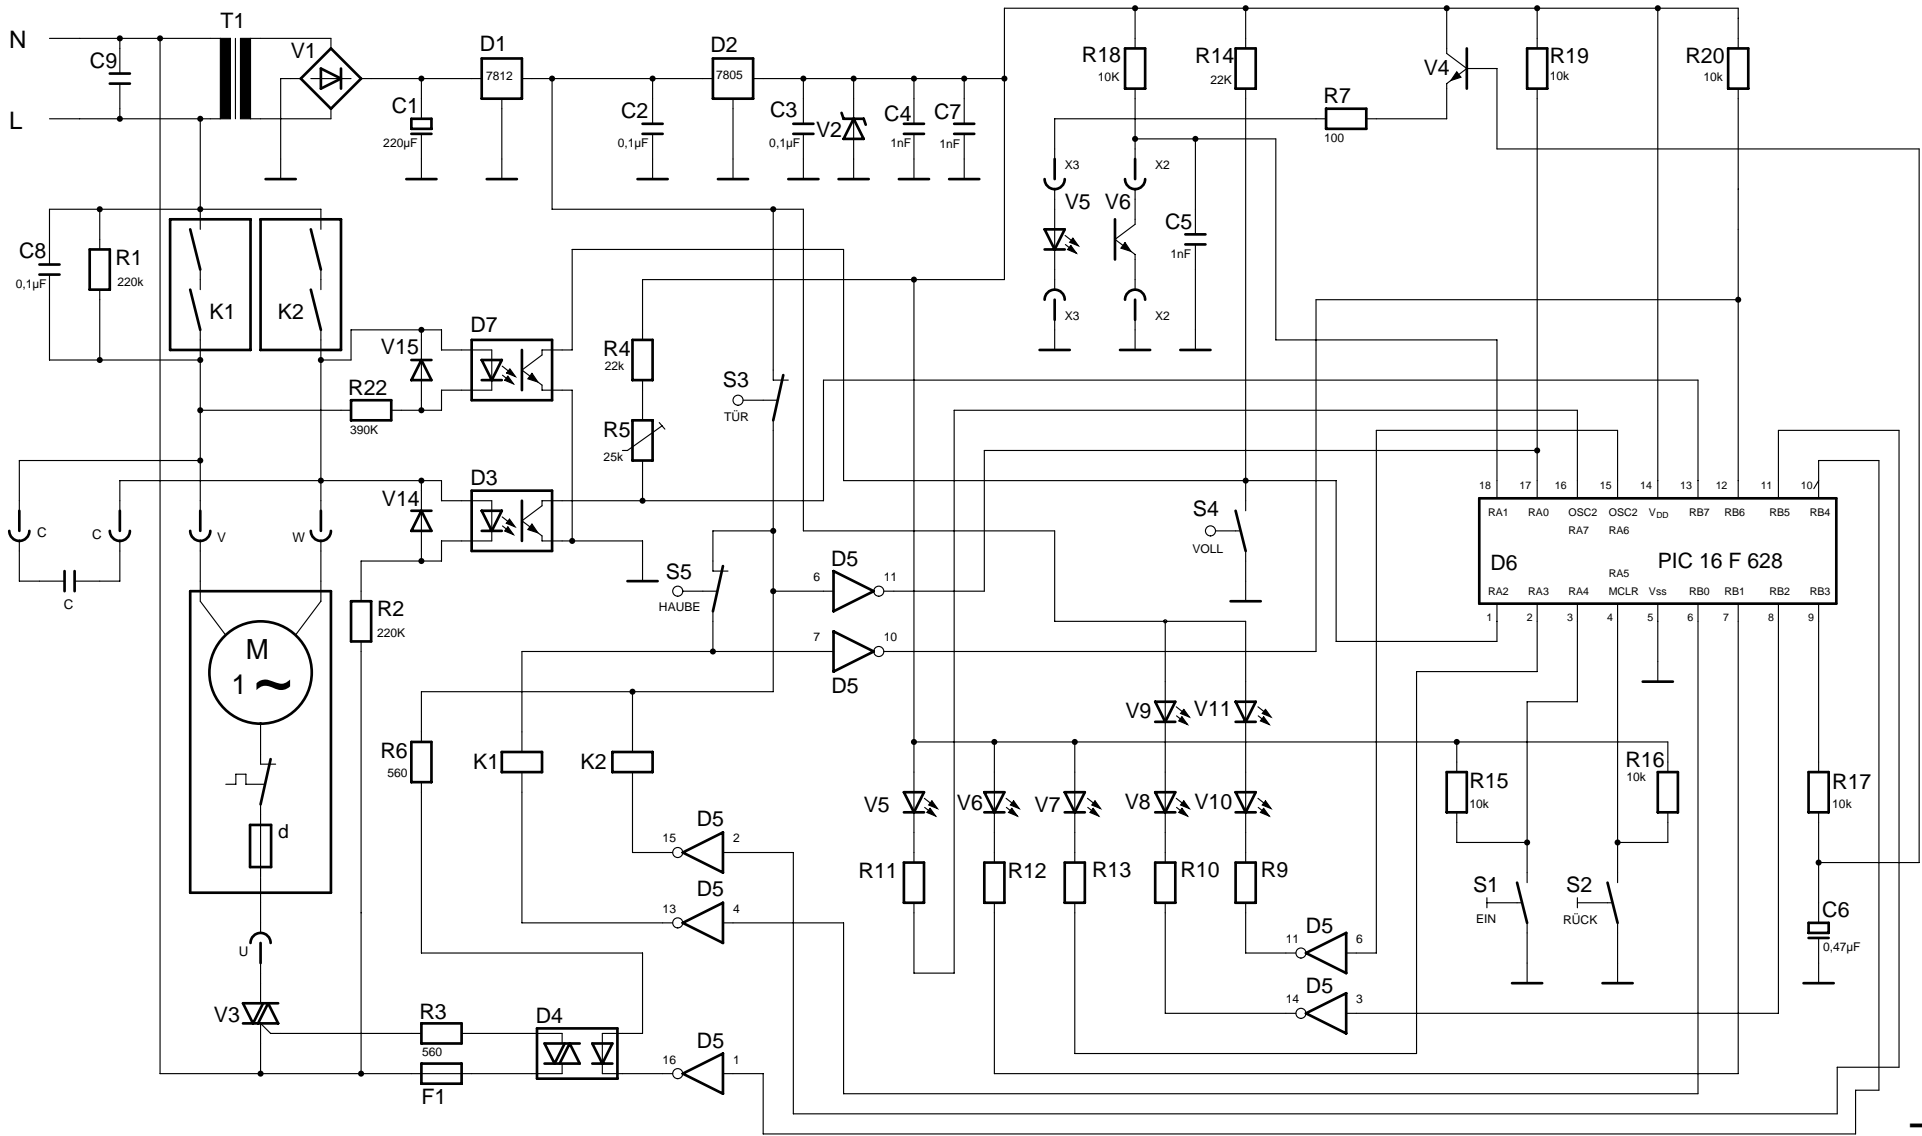 N
L
T1
C9
V1
C1
220µF
D1
7812
C2
0,1µF
D2
7805
C3
0,1µF
V2
C4
1nF
C7
1nF
R18
10K
R14
22K
R7
100
V4
R19
10k
R20
10k
X3
X2
V5
V6
C5
1nF
X3
X2
C8
0,1µF
R1
220k
K1
K2
V15
R22
390K
D7
R4
22k
R5
25k
S3
TÜR
V14
D3
C
C
V
W
C
S4
VOLL
S5
HAUBE
D5
6
11
7
10
D5
18
17
16
15
14
13
12
11
10/
RA1
RA0
OSC2
RA7
OSC2
RA6
VDD
RB7
RB6
RB5
RB4
D6
PIC 16 F 628
RA2
RA3
RA4
RA5
MCLR
Vss
RB0
RB1
RB2
RB3
1
2
3
4
5
6
7
8
9
M
1 ~
d
U
R2
220K
R6
560
K1
K2
D5
15
2
D5
13
4
V9
V11
V5
V6
V7
V8
V10
R11
R12
R13
R10
R9
D5
11
6
D5
14
3
R15
10k
R16
10k
R17
10k
S1
EIN
S2
RÜCK
C6
0,47µF
V3
R3
560
F1
D4
D5
16
1